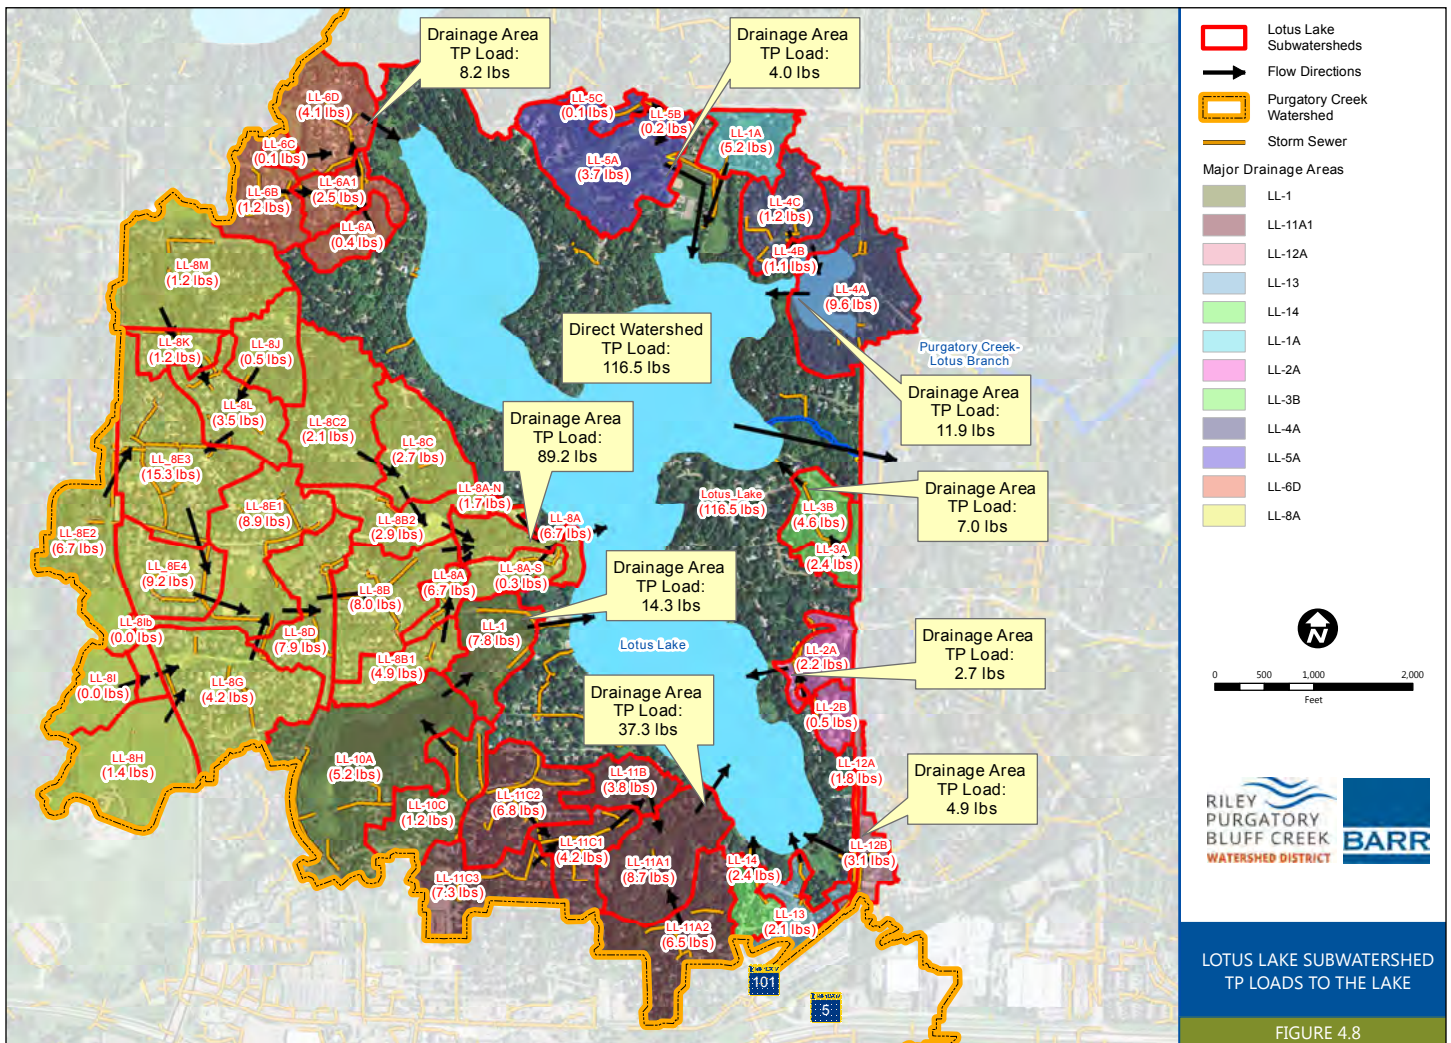 Drainage Area
TP Load:
8.2 lbs
Drainage Area
TP Load:
4.0 lbs
LL-6D
(4.1 lbs)
LL-5C
(0.1 lbs)
LL-5B
(0.2 lbs)
LL-1A
(5.2 lbs)
LL-6C
(0.1 lbs)
LL-5A
(3.7 lbs)
LL-6B
(1.2 lbs)
LL-6A1
(2.5 lbs)
LL-4C
(1.2 lbs)
LL-6A
(0.4 lbs)
LL-4B
(1.1 lbs)
LL-8M
(1.2 lbs)
LL-4A
(9.6 lbs)
Direct Watershed
TP Load:
116.5 lbs
Purgatory Creek-
Lotus Branch
LL-8K
(1.2 lbs)
LL-8J
(0.5 lbs)
Drainage Area
TP Load:
11.9 lbs
LL-8L
(3.5 lbs)
LL-8C2
(2.1 lbs)
LL-8C
(2.7 lbs)
Drainage Area
TP Load:
89.2 lbs
LL_8E3
(15.3 lbs)
LL-8A-N
(1.7 lbs)
Lotus Lake
(116.5 lbs)
Drainage Area
TP Load:
7.0 lbs
LL-3B
(4.6 lbs)
LL-8E1
(8.9 lbs)
LL-8B2
(2.9 lbs)
LL-8A
(6.7 lbs)
LL-8E2
(6.7 lbs)
LL-3A
(2.4 lbs)
LL_8E4
(9.2 lbs)
LL-8B
(8.0 lbs)
LL-8A
(6.7 lbs)
LL-8A-S
(0.3 lbs)
Drainage Area
TP Load:
14.3 lbs
LL-8Ib
(0.0 lbs)
LL-8D
(7.9 lbs)
LL-1
(7.8 lbs)
Lotus Lake
LL-2A
(2.2 lbs)
Drainage Area
TP Load:
2.7 lbs
LL-8I
(0.0 lbs)
LL-8G
(4.2 lbs)
LL-8B1
(4.9 lbs)
Drainage Area
TP Load:
37.3 lbs
LL-2B
(0.5 lbs)
LL-8H
(1.4 lbs)
LL-10A
(5.2 lbs)
LL-11B
(3.8 lbs)
LL-12A
(1.8 lbs)
Drainage Area
TP Load:
4.9 lbs
LL-10C
(1.2 lbs)
LL-11C2
(6.8 lbs)
LL-11C1
(4.2 lbs)
LL-11A1
(8.7 lbs)
LL-14
(2.4 lbs)
LL-12B
(3.1 lbs)
LL-11C3
(7.3 lbs)
LL-11A2
(6.5 lbs)
LL-13
(2.1 lbs)
101
5
Lotus Lake
Subwatersheds
Flow Directions
Purgatory Creek
Watershed
Storm Sewer
Major Drainage Areas
LL-1
LL-11A1
LL-12A
LL-13
LL-14
LL-1A
LL-2A
LL-3B
LL-4A
LL-5A
LL-6D
LL-8A
N
0 500 1,000 2,000
Feet
RILEY
PURGATORY
BLUFF CREEK
WATERSHED DISTRICT
BARR
LOTUS LAKE SUBWATERSHED
TP LOADS TO THE LAKE
FIGURE 4.8